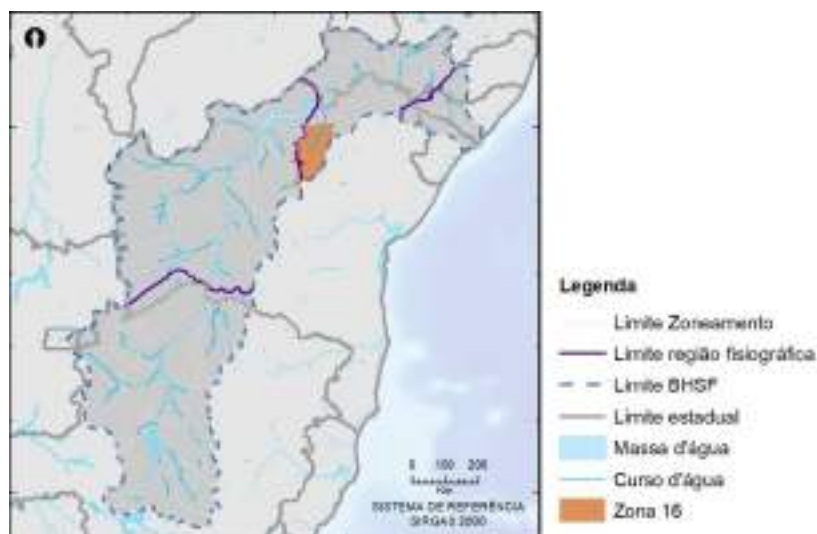 0 100 200
Km
SISTEMA DE REFERÊNCIA
SIRGAS 2000
Legenda
Limite Zoneamento
Limite região fisiográfica
Limite BHSF
Limite estadual
Massa d'água
Curso d'água
Zona 16